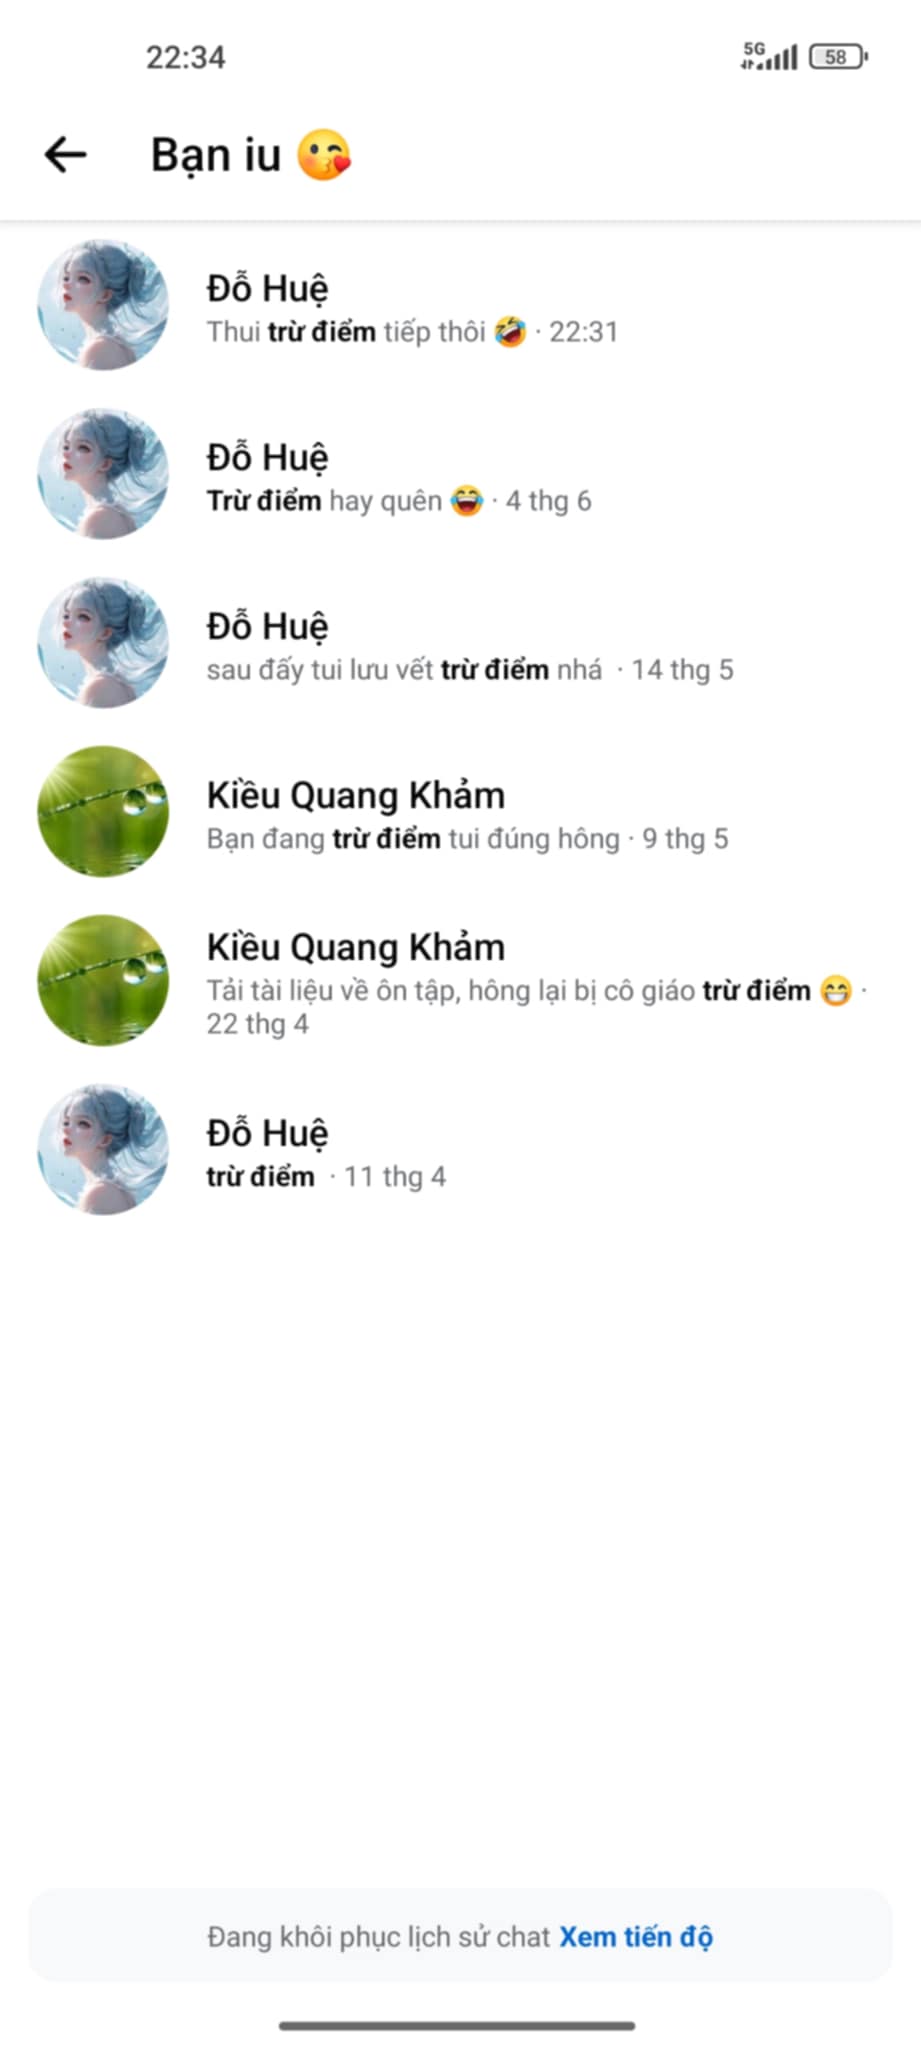 22:34
5G
58
Bạn iu 😘
Đỗ Huệ
Thui trừ điểm tiếp thôi 🤣 · 22:31
Đỗ Huệ
Trừ điểm hay quên 😂 · 4 thg 6
Đỗ Huệ
sau đấy tui lưu vết trừ điểm nhá · 14 thg 5
Kiều Quang Khảm
Bạn đang trừ điểm tui đúng hông · 9 thg 5
Kiều Quang Khảm
Tải tài liệu về ôn tập, hông lại bị cô giáo trừ điểm 😁 ·
22 thg 4
Đỗ Huệ
trừ điểm · 11 thg 4
Đang khôi phục lịch sử chat Xem tiến độ